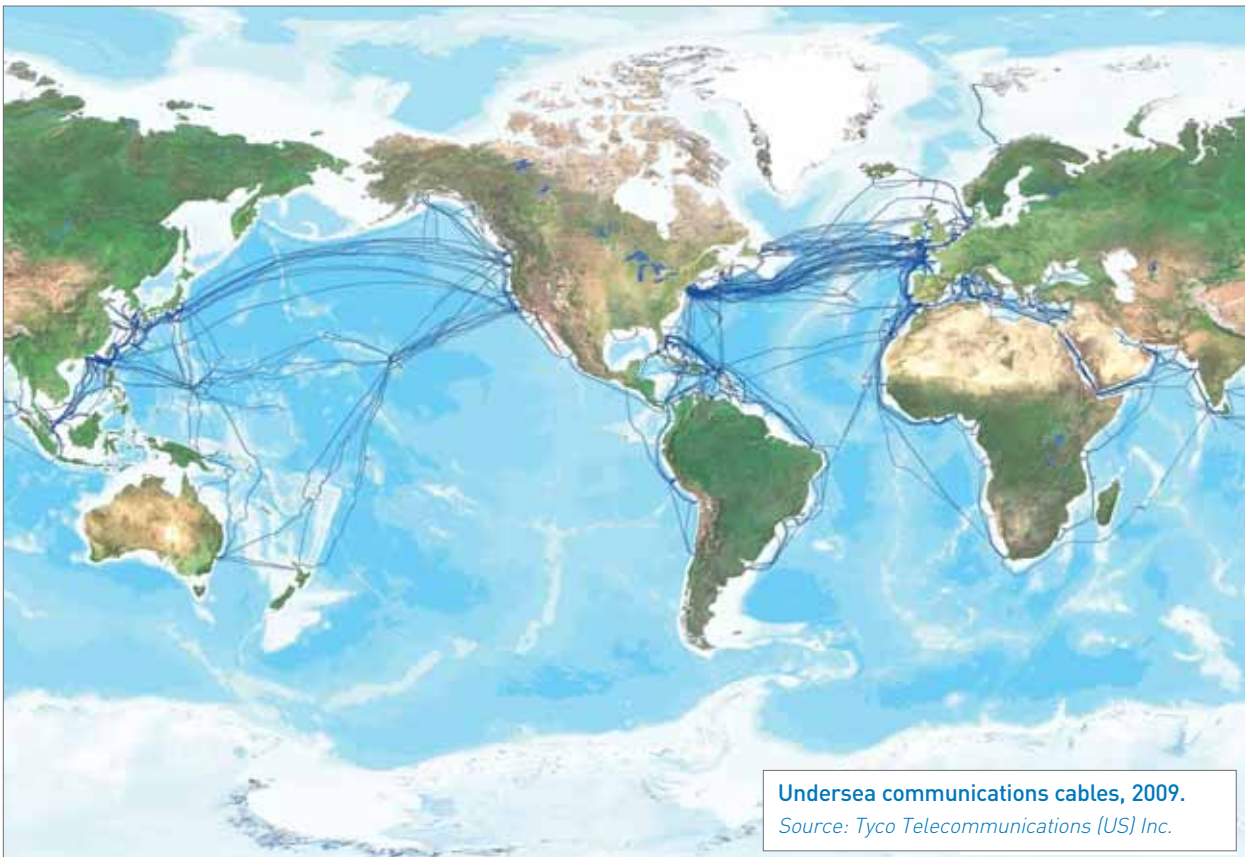 Undersea communications cables, 2009.
Source: Tyco Telecommunications (US) Inc.